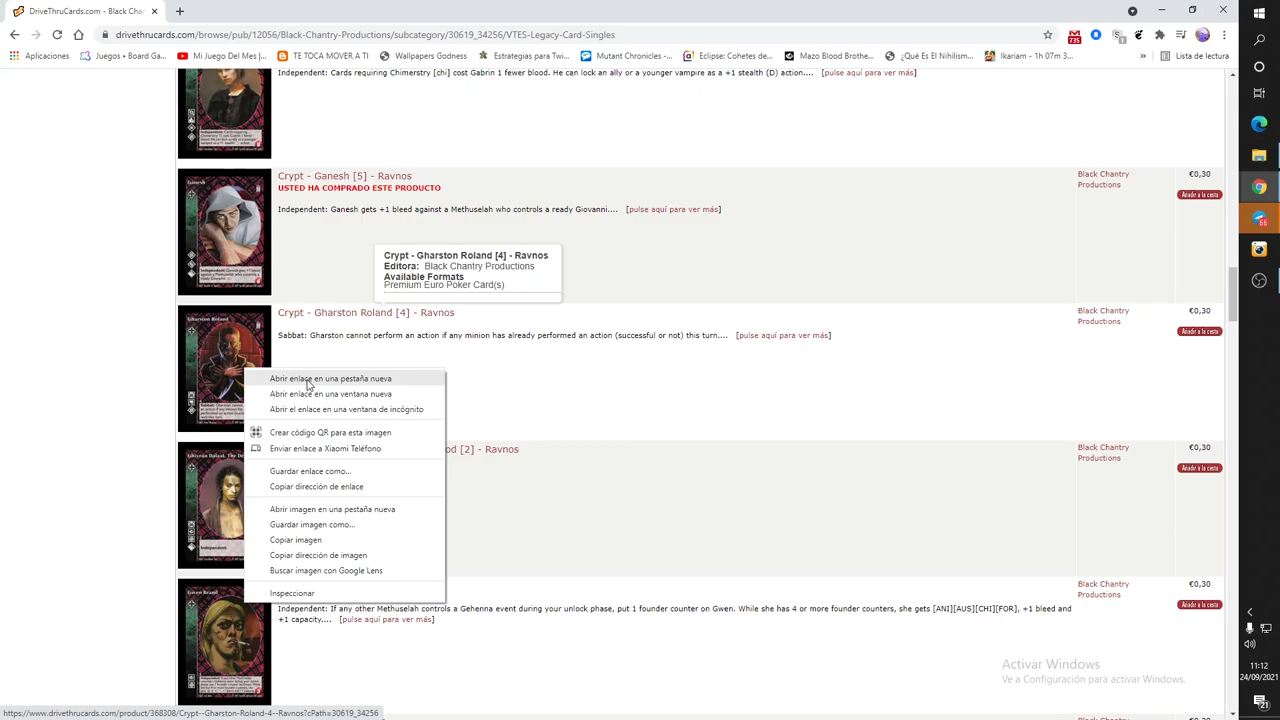 DriveThruCards.com - Black Char
drivethrucards.com/browse/pub/12056/Black-Chantry-Productions/subcategory/30619_34256/VTES-Legacy-Card-Singles
735
Aplicaciones
Juegos • Board Ga...
Mi Juego Del Mes |...
TE TOCA MOVER A T...
Wallpapers Godness
Estrategias para Twi...
Mutant Chronicles -...
Eclipse: Cohetes de...
Mazo Blood Brothe...
¿Qué Es El Nihilism...
Ikariam - 1h 07m 3...
»
Lista de lectura
Independent: Cards requiring Chimerstry [chi] cost Gabrin 1 fewer blood. He can lock an ally or a younger vampire as a +1 stealth (D) action.... [pulse aquí para ver más]
Crypt - Ganesh [5] - Ravnos
USTED HA COMPRADO ESTE PRODUCTO
Independent: Ganesh gets +1 bleed against a Methuselah who controls a ready Giovanni.... [pulse aquí para ver más]
Black Chantry
Productions
€0,30
Añadir a la cesta
Ganesh
Crypt - Gharston Roland [4] - Ravnos
Editora: Black Chantry Productions
Available Formats
Premium Euro Poker Card(s)
Crypt - Gharston Roland [4] - Ravnos
Sabbat: Gharston cannot perform an action if any minion has already performed an action (successful or not) this turn.... [pulse aquí para ver más]
Black Chantry
Productions
€0,30
Añadir a la cesta
Gharston Roland
Abrir enlace en una pestaña nueva
Abrir enlace en una ventana nueva
Abrir el enlace en una ventana de incógnito
Crear código QR para esta imagen
Enviar enlace a Xiaomi Teléfono
Guardar enlace como...
Copiar dirección de enlace
Abrir imagen en una pestaña nueva
Guardar imagen como...
Copiar imagen
Copiar dirección de imagen
Buscar imagen con Google Lens
Inspeccionar
[2] - Ravnos
Black Chantry
Productions
€0,30
Añadir a la cesta
Independent
Independent: If any other Methuselah controls a Gehenna event during your unlock phase, put 1 founder counter on Gwen. While she has 4 or more founder counters, she gets [ANI][AUS][CHI][FOR], +1 bleed and
+1 capacity.... [pulse aquí para ver más]
Black Chantry
Productions
€0,30
Añadir a la cesta
Gwen Brand
Activar Windows
Ve a Configuración para activar Windows.
https://www.drivethrucards.com/product/368308/Crypt--Gharston-Roland-4--Ravnos?cPath=30619_34256
66
11:12
24/09/2021
21